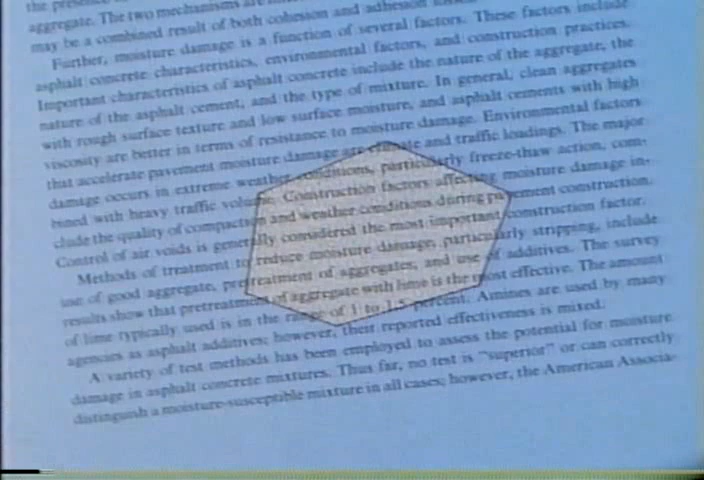 the presence
aggregate. The two mechanisms are
may be a combined result of both cohesion and adhesion
Further, moisture damage is a function of several factors. These factors include
asphalt concrete characteristics, environmental factors, and construction practices.
Important characteristics of asphalt concrete include the nature of the aggregate, the
nature of the asphalt cement, and the type of mixture. In general, clean aggregates
with rough surface texture and low surface moisture, and asphalt cements with high
viscosity are better in terms of resistance to moisture damage. Environmental factors
that accelerate pavement moisture damage are climate and traffic loadings. The major
damage occurs in extreme weather conditions, particularly freeze-thaw action, com-
bined with heavy traffic volume. Construction factors affecting moisture damage in-
clude the quality of compaction and weather conditions during pavement construction.
Control of air voids is generally considered the most important construction factor.
Methods of treatment to reduce moisture damage, particularly stripping, include
use of good aggregate, pretreatment of aggregates, and use of additives. The survey
results show that pretreatment of aggregate with lime is the most effective. The amount
of lime typically used is in the range of 1 to 1.5 percent. Amines are used by many
agencies as asphalt additives; however, their reported effectiveness is mixed.
A variety of test methods has been employed to assess the potential for moisture
damage in asphalt concrete mixtures. Thus far, no test is "superior" or can correctly
distinguish a moisture-susceptible mixture in all cases; however, the American Associa-